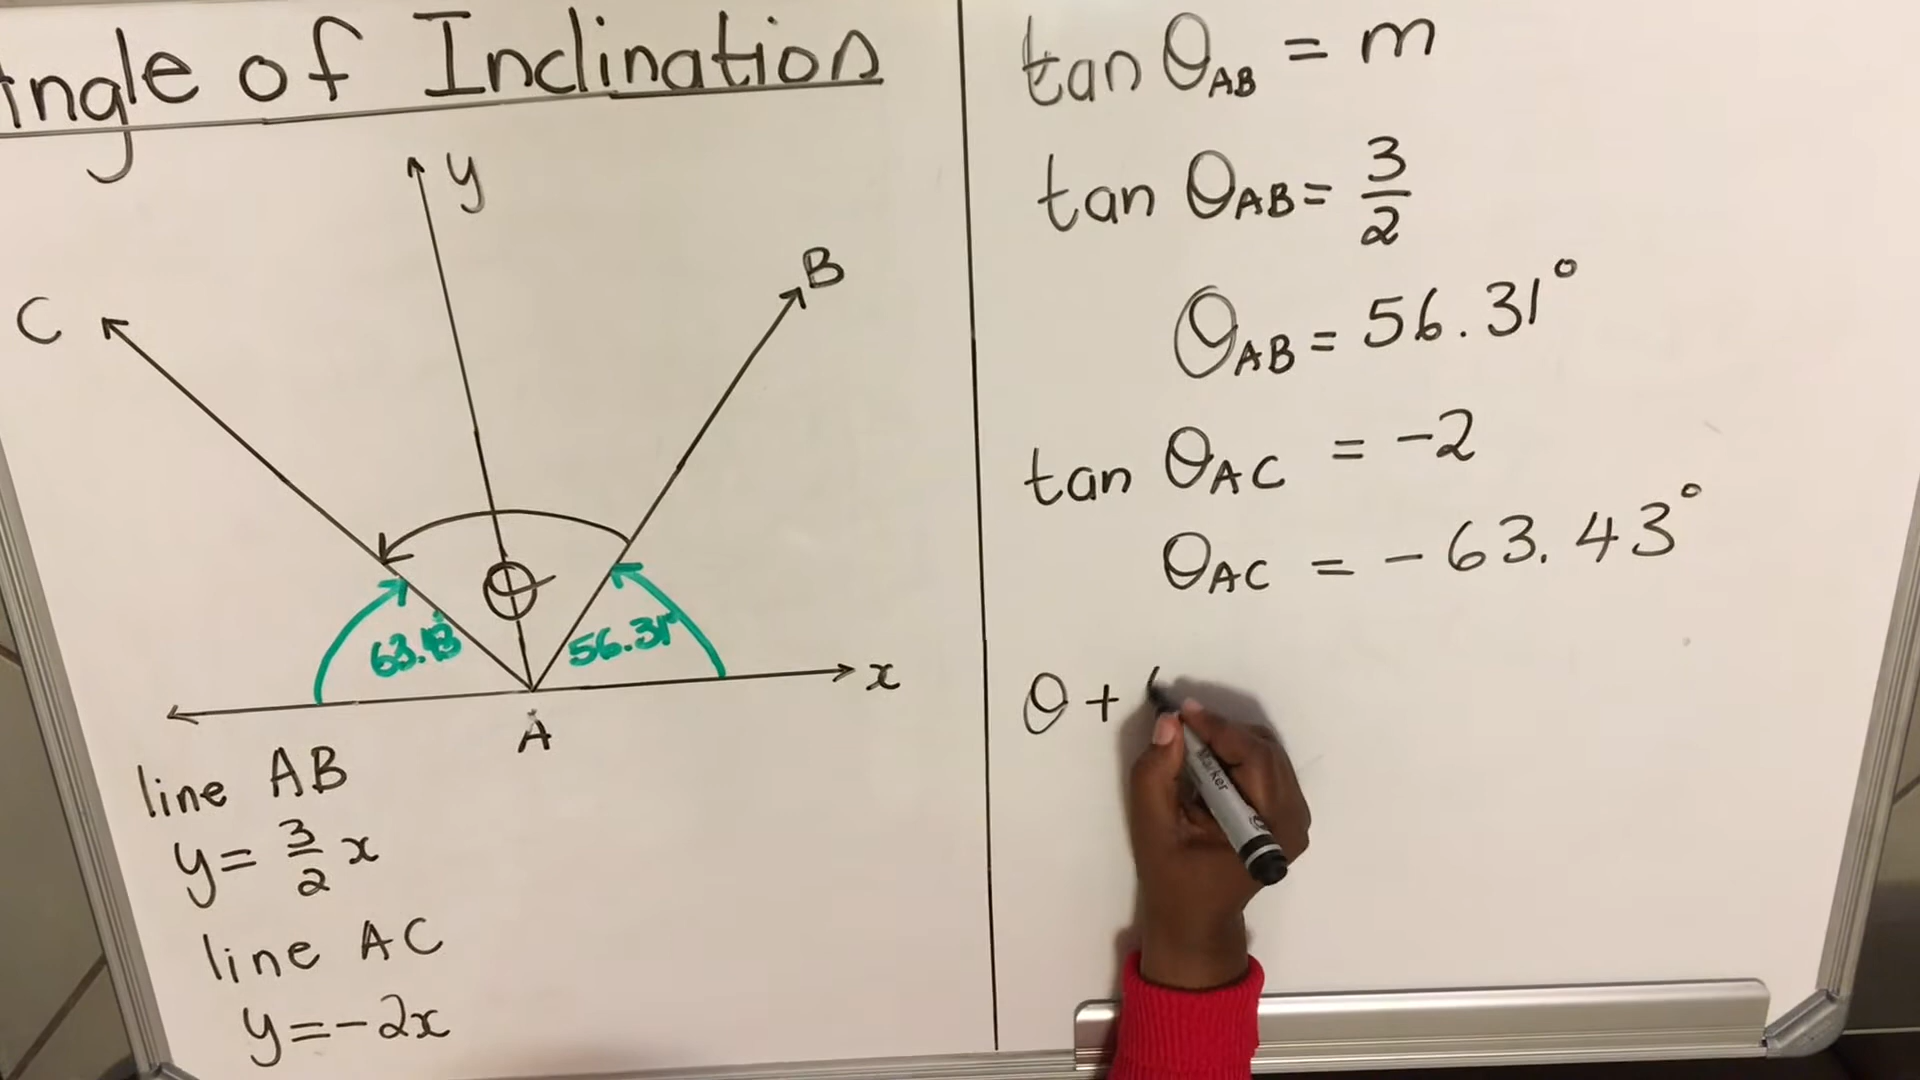 ngle of Inclination
y
C
B
63.43
56.31°
x
A
line AB
y = 3/2 x
line AC
y = -2x
tan θAB = m
tan θAB = 3/2
θAB = 56.31°
tan θAC = -2
θAC = -63.43°
θ +
Marker